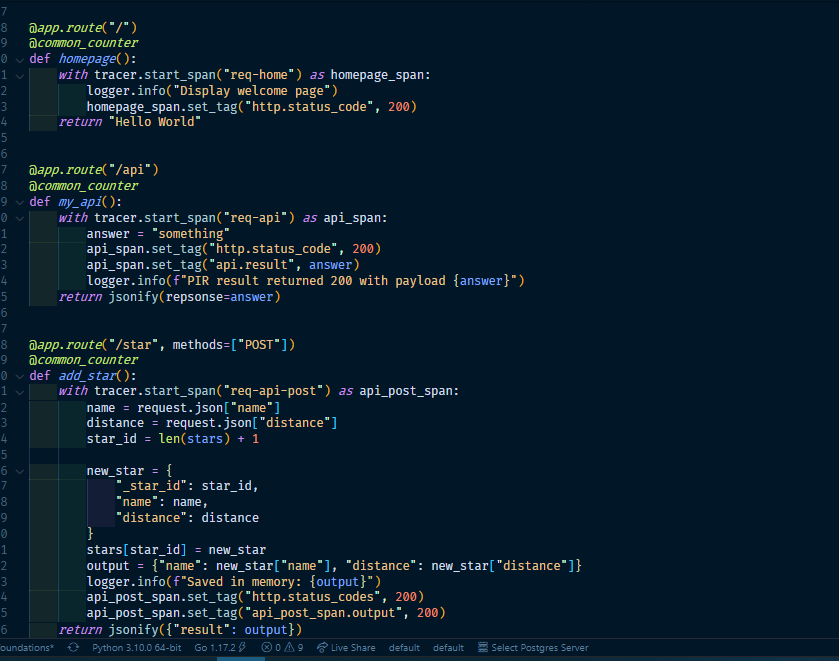 7
8 @app.route("/")
9 @common_counter
0 def homepage():
1 with tracer.start_span("req-home") as homepage_span:
2 logger.info("Display welcome page")
3 homepage_span.set_tag("http.status_code", 200)
4 return "Hello World"
5
6
7 @app.route("/api")
8 @common_counter
9 def my_api():
0 with tracer.start_span("req-api") as api_span:
1 answer = "something"
2 api_span.set_tag("http.status_code", 200)
3 api_span.set_tag("api.result", answer)
4 logger.info(f"PIR result returned 200 with payload {answer}")
5 return jsonify(repsonse=answer)
6
7
8 @app.route("/star", methods=["POST"])
9 @common_counter
0 def add_star():
1 with tracer.start_span("req-api-post") as api_post_span:
2 name = request.json["name"]
3 distance = request.json["distance"]
4 star_id = len(stars) + 1
5
6 new_star = {
7 "_star_id": star_id,
8 "name": name,
9 "distance": distance
0 }
1 stars[star_id] = new_star
2 output = {"name": new_star["name"], "distance": new_star["distance"]}
3 logger.info(f"Saved in memory: {output}")
4 api_post_span.set_tag("http.status_codes", 200)
5 api_post_span.set_tag("api_post_span.output", 200)
6 return jsonify({"result": output})
oundations* Python 3.10.0 64-bit Go 1.17.2 0 9 Live Share default default Select Postgres Server